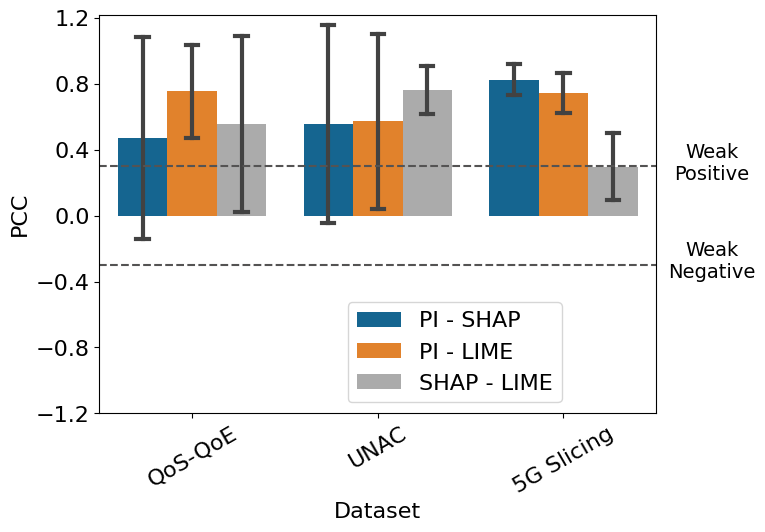 1.2
0.8
0.4
0.0
−0.4
−0.8
−1.2
PCC
Weak
Positive
Weak
Negative
PI - SHAP
PI - LIME
SHAP - LIME
QoS-QoE
UNAC
5G Slicing
Dataset